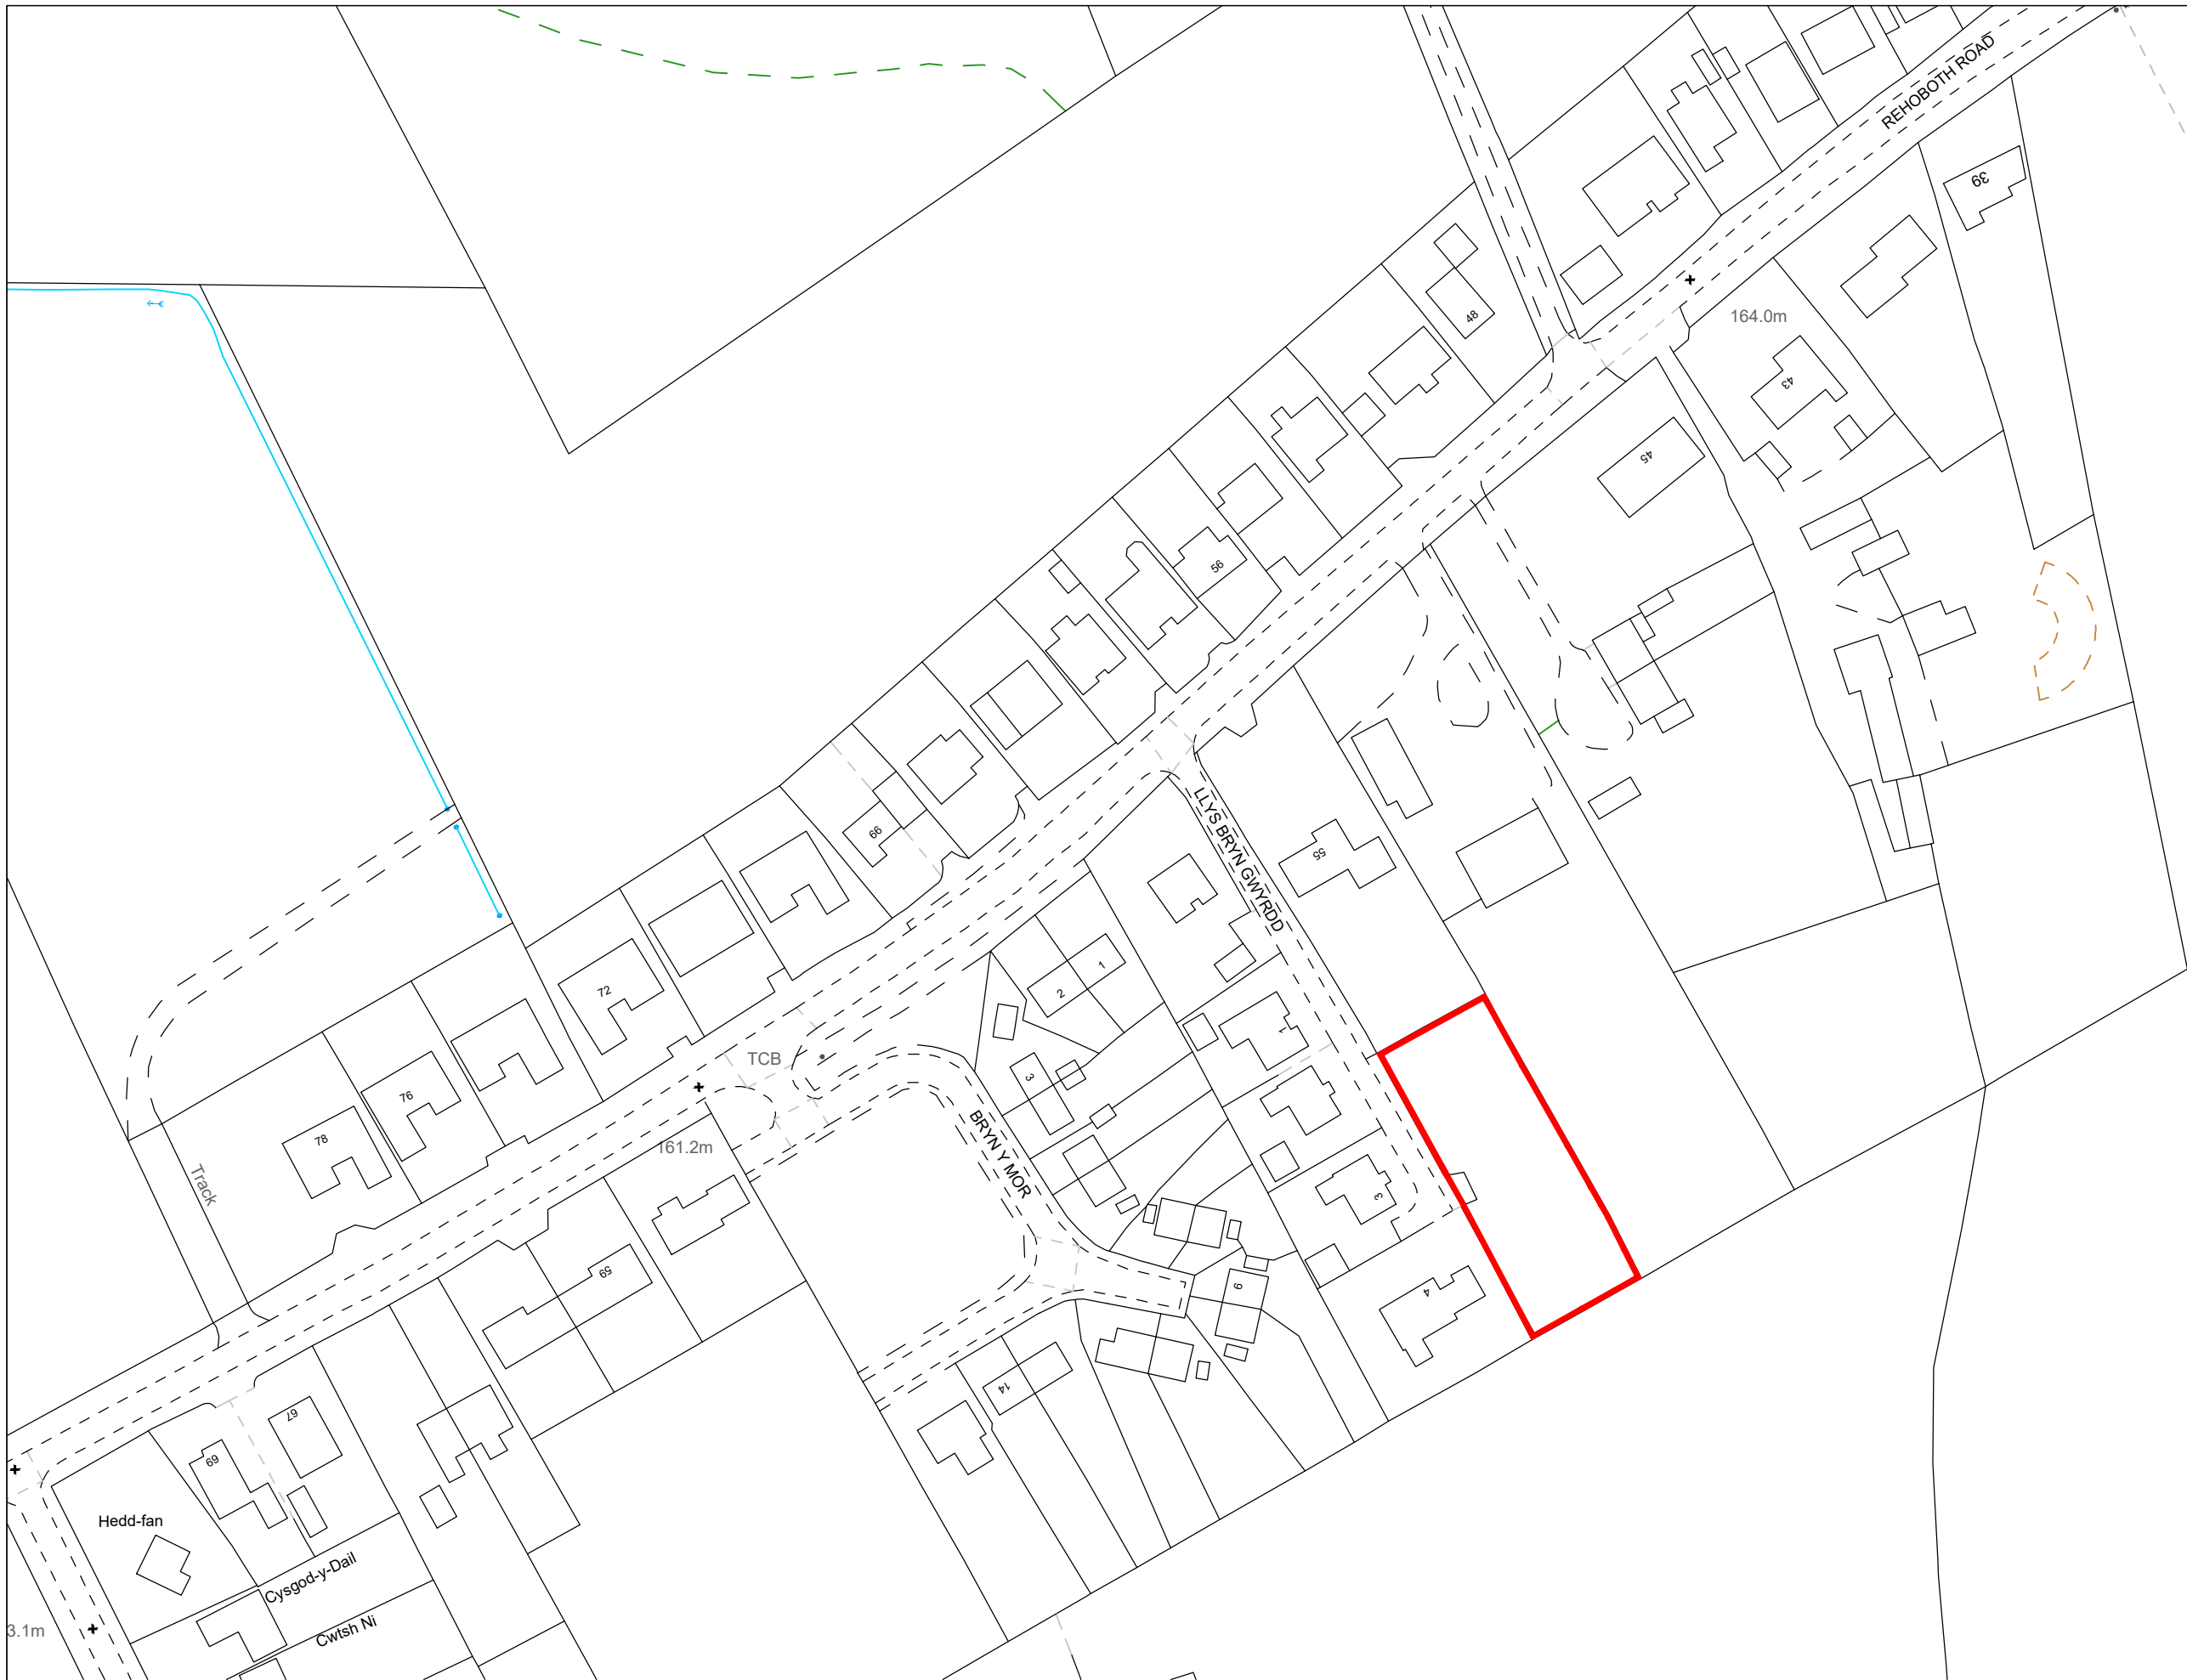 REHOBOTH ROAD
39
48
164.0m
43
45
56
LLYS BRYN GWYRDD
66
55
1
72
2
1
TCB
3
76
BRYN Y MOR
78
161.2m
Track
3
59
9
4
14
67
69
Hedd-fan
Cysgod-y-Dail
Cwtsh Ni
3.1m